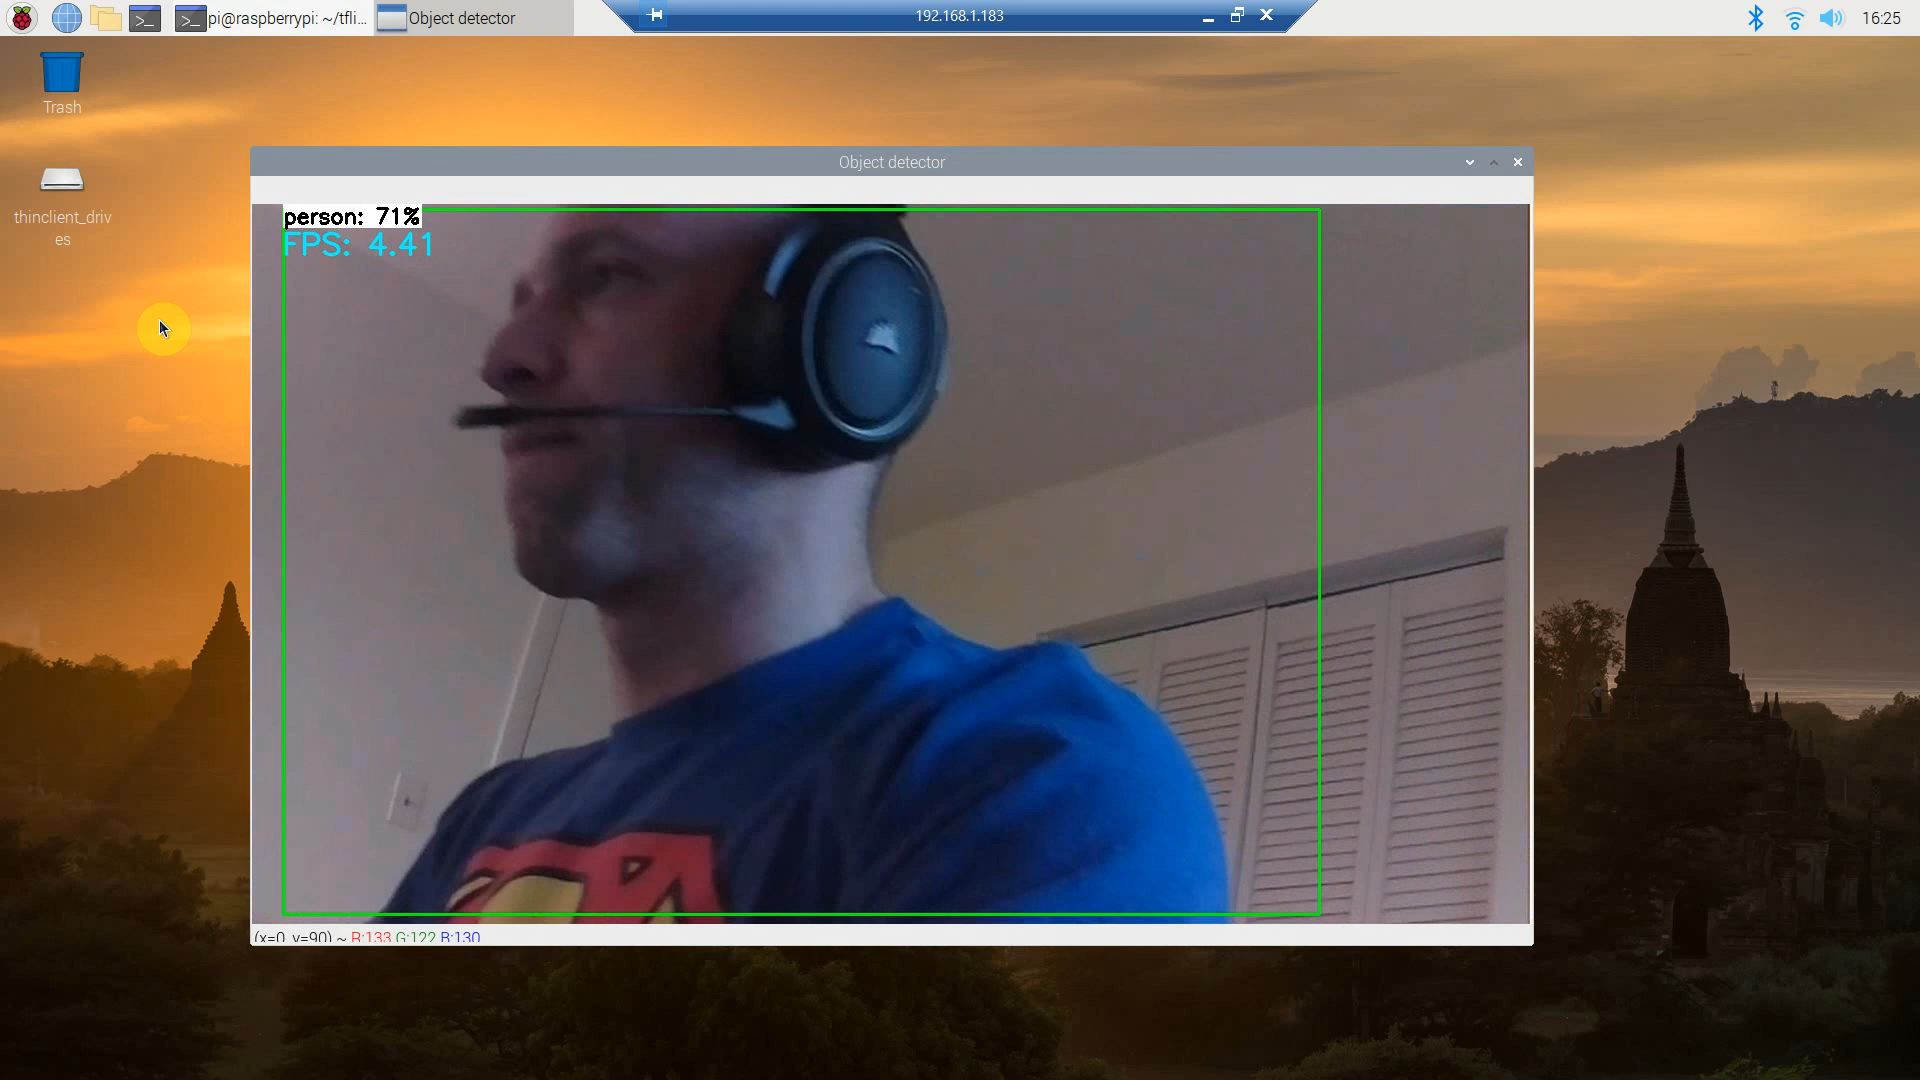 pi@raspberrypi: ~/tfli...
Object detector
192.168.1.183
16:25
Trash
thinclient_driv
es
Object detector
person: 71%
FPS: 4.41
(x=0, y=90) ~ R:133 G:122 B:130